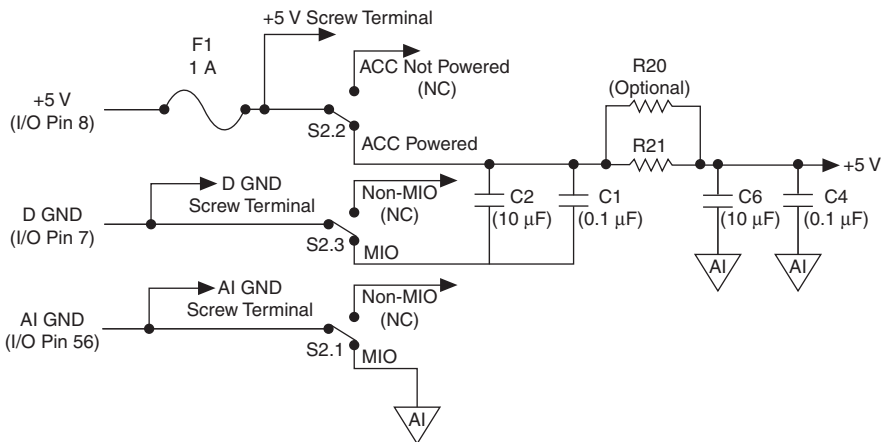 +5 V Screw Terminal
F1
1 A
ACC Not Powered
(NC)
R20
(Optional)
+5 V
(I/O Pin 8)
S2.2
ACC Powered
R21
+5 V
D GND
Screw Terminal
Non-MIO
(NC)
C2
(10 µF)
C1
(0.1 µF)
C6
(10 µF)
C4
(0.1 µF)
D GND
(I/O Pin 7)
S2.3
MIO
AI
AI
AI GND
Screw Terminal
Non-MIO
(NC)
AI GND
(I/O Pin 56)
S2.1
MIO
AI